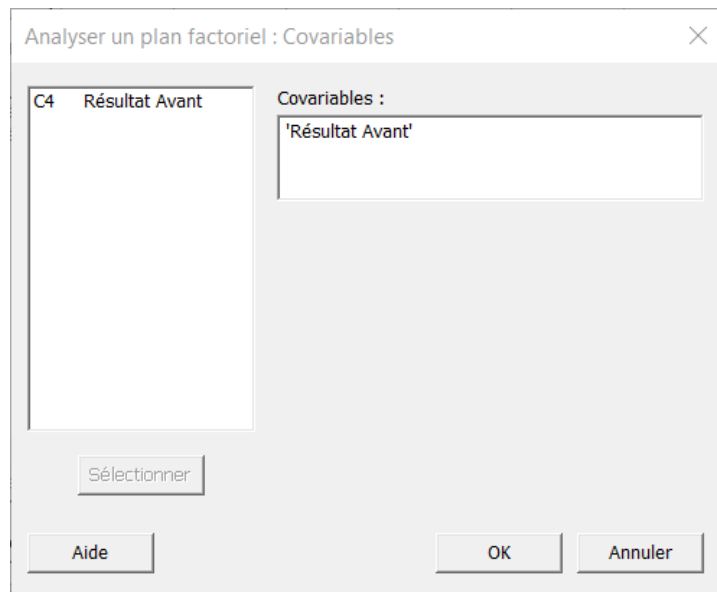 Analyser un plan factoriel : Covariables
C4 Résultat Avant
Covariables :
'Résultat Avant'
Sélectionner
Aide
OK
Annuler